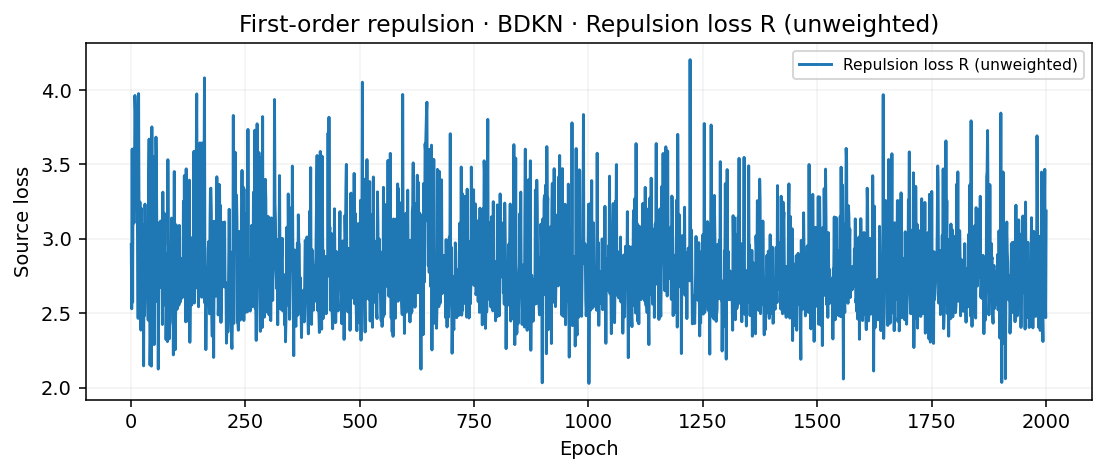 First-order repulsion · BDKN · Repulsion loss R (unweighted)
Repulsion loss R (unweighted)
Source loss
4.0
3.5
3.0
2.5
2.0
0 250 500 750 1000 1250 1500 1750 2000
Epoch